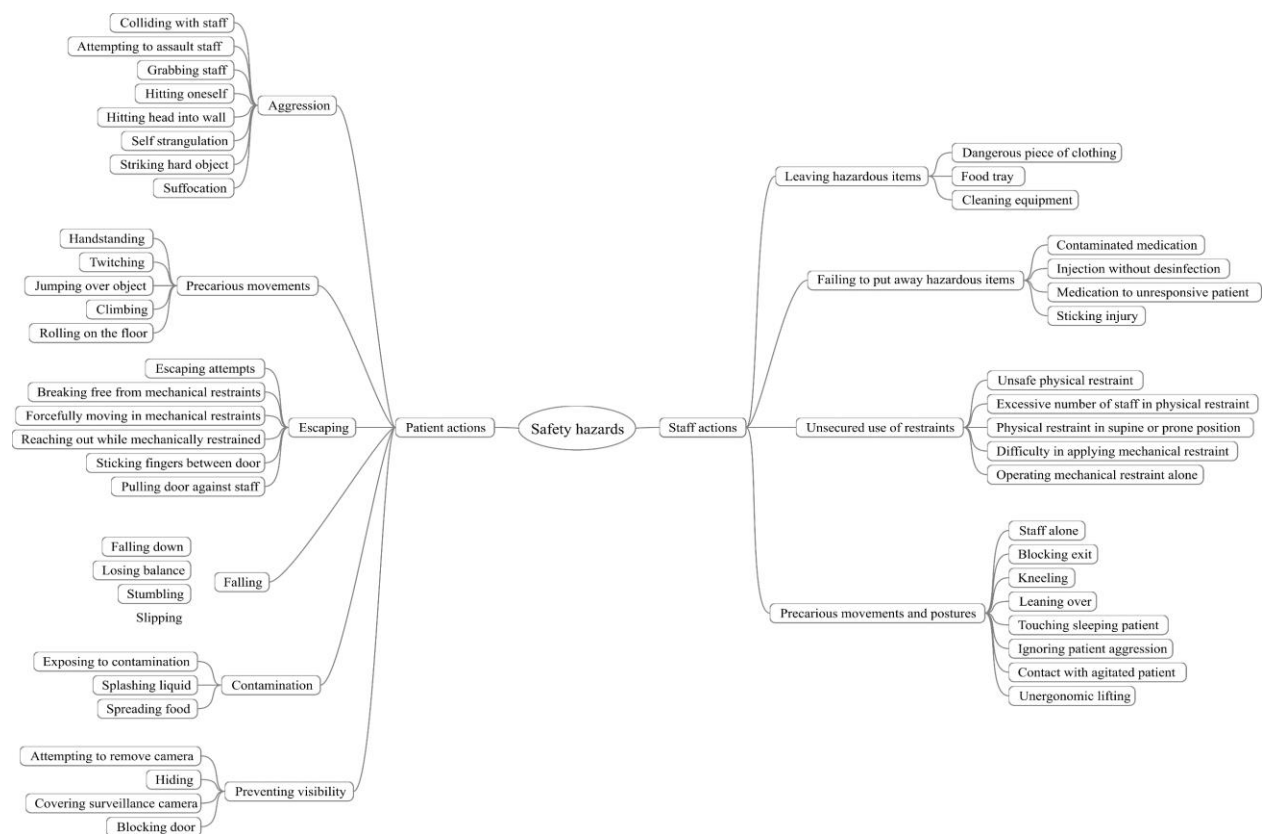 Safety hazards
Patient actions
Aggression
Colliding with staff
Attempting to assault staff
Grabbing staff
Hitting oneself
Hitting head into wall
Self strangulation
Striking hard object
Suffocation
Precarious movements
Handstanding
Twitching
Jumping over object
Climbing
Rolling on the floor
Escaping
Escaping attempts
Breaking free from mechanical restraints
Forcefully moving in mechanical restraints
Reaching out while mechanically restrained
Sticking fingers between door
Pulling door against staff
Falling
Falling down
Losing balance
Stumbling
Slipping
Contamination
Exposing to contamination
Splashing liquid
Spreading food
Preventing visibility
Attempting to remove camera
Hiding
Covering surveillance camera
Blocking door
Staff actions
Leaving hazardous items
Dangerous piece of clothing
Food tray
Cleaning equipment
Failing to put away hazardous items
Contaminated medication
Injection without desinfection
Medication to unresponsive patient
Sticking injury
Unsecured use of restraints
Unsafe physical restraint
Excessive number of staff in physical restraint
Physical restraint in supine or prone position
Difficulty in applying mechanical restraint
Operating mechanical restraint alone
Precarious movements and postures
Staff alone
Blocking exit
Kneeling
Leaning over
Touching sleeping patient
Ignoring patient aggression
Contact with agitated patient
Unergonomic lifting